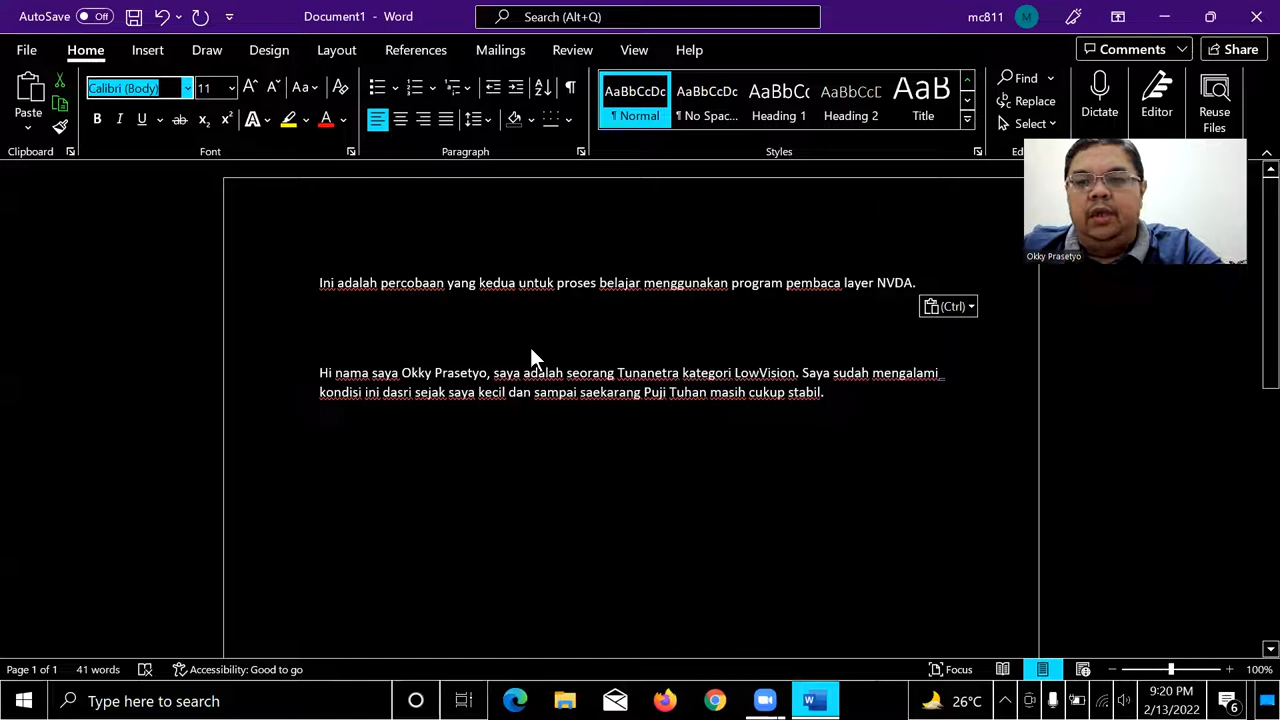 AutoSave Off Document1 - Word Search (Alt+Q) mc811 M
File Home Insert Draw Design Layout References Mailings Review View Help Comments Share
Calibri (Body) 11 Aa
Paste
B I U ab x₂ x² A A
Clipboard Font Paragraph Styles
AaBbCcDc AaBbCcDc AaBbCc AaBbCcD AaB
¶ Normal ¶ No Spac... Heading 1 Heading 2 Title
Find
Replace
Select
Dictate
Editor
Reuse
Files
Okky Prasetyo
Ini adalah percobaan yang kedua untuk proses belajar menggunakan program pembaca layer NVDA.
(Ctrl)
Hi nama saya Okky Prasetyo, saya adalah seorang Tunanetra kategori LowVision. Saya sudah mengalami
kondisi ini dasri sejak saya kecil dan sampai saekarang Puji Tuhan masih cukup stabil.
Page 1 of 1 41 words Accessibility: Good to go Focus 100%
Type here to search 26°C 9:20 PM
2/13/2022 6